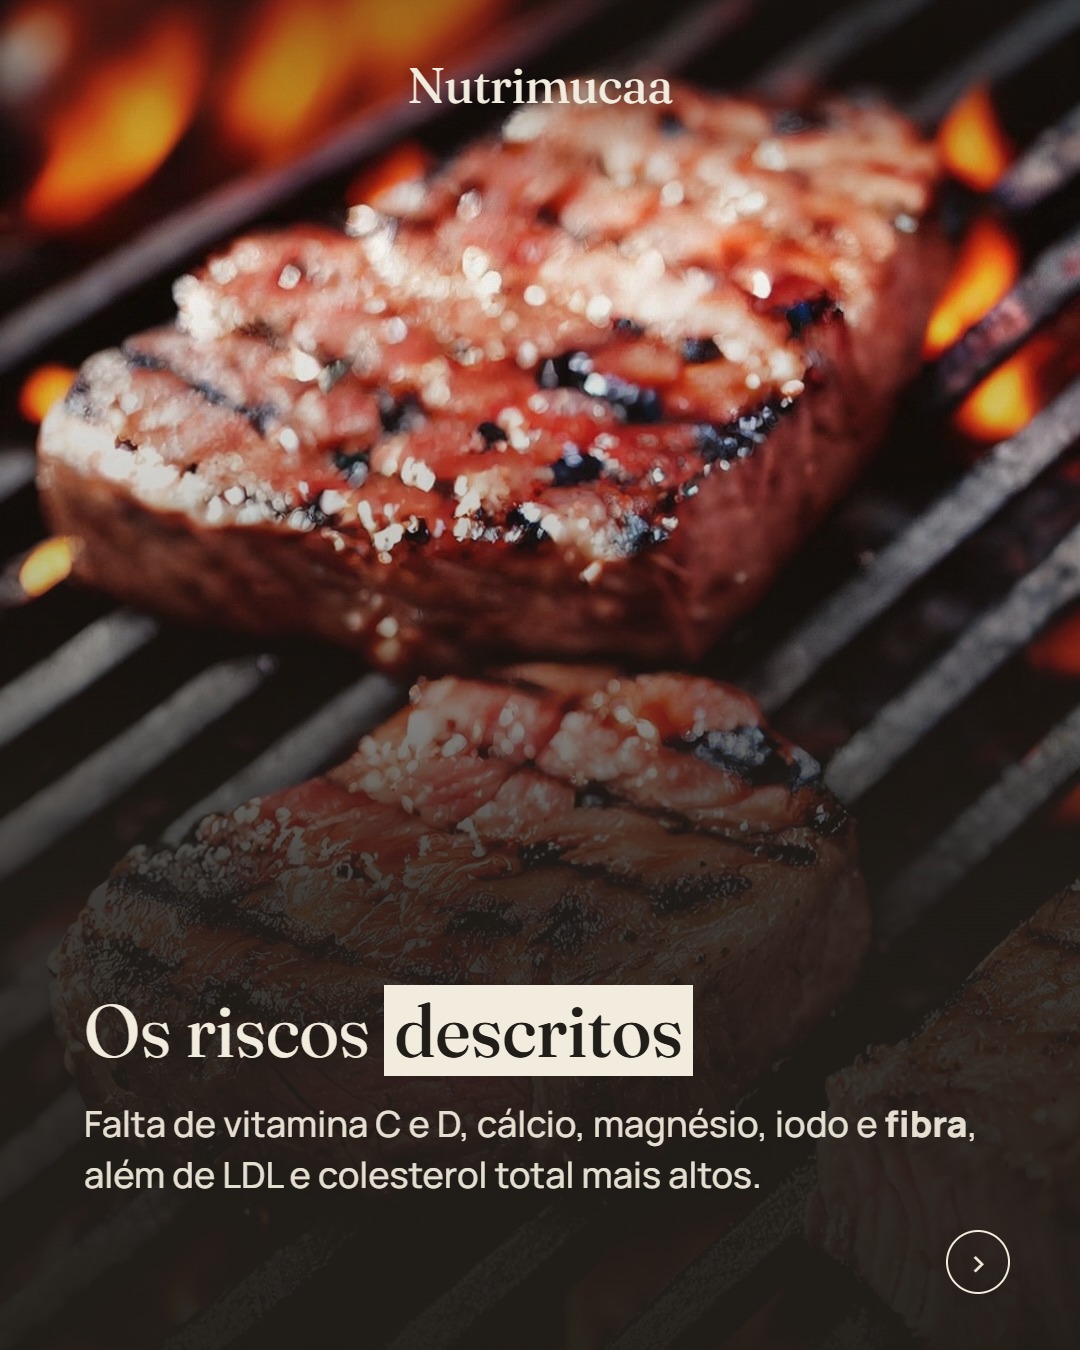 Nutrimucaa
Os riscos descritos
Falta de vitamina C e D, cálcio, magnésio, iodo e fibra,
além de LDL e colesterol total mais altos.